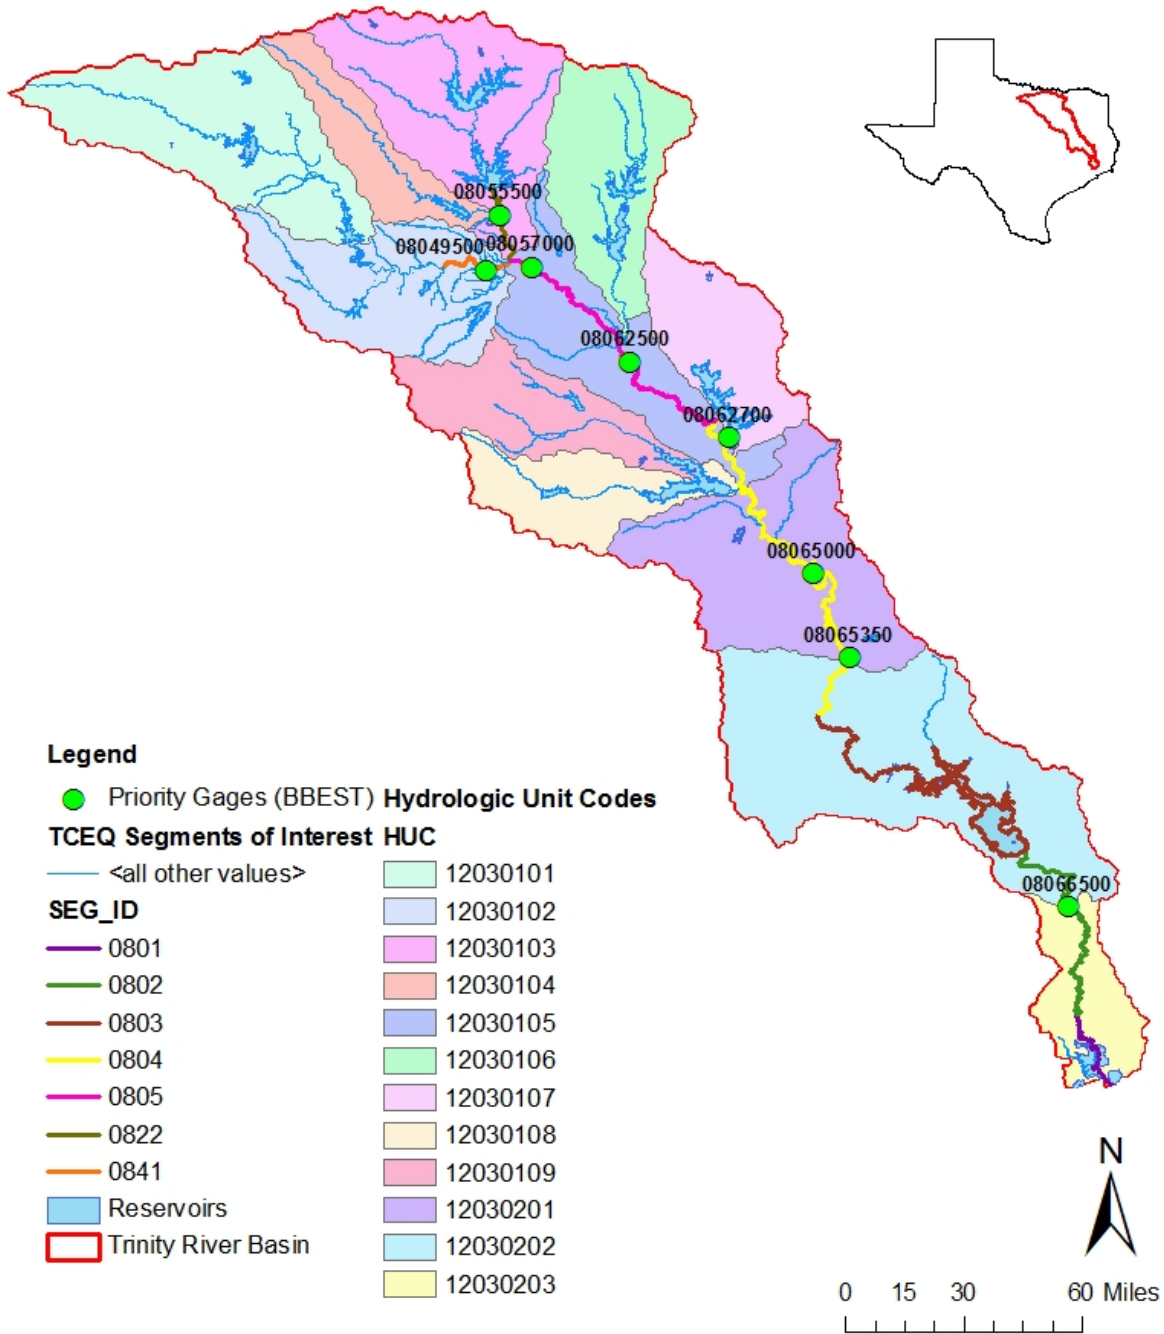 08055500
08049500
08057000
08062500
08062700
08065000
08065350
08066500
Legend
Priority Gages (BBEST)
TCEQ Segments of Interest
<all other values>
SEG_ID
0801
0802
0803
0804
0805
0822
0841
Reservoirs
Trinity River Basin
Hydrologic Unit Codes
HUC
12030101
12030102
12030103
12030104
12030105
12030106
12030107
12030108
12030109
12030201
12030202
12030203
N
0 15 30 60 Miles